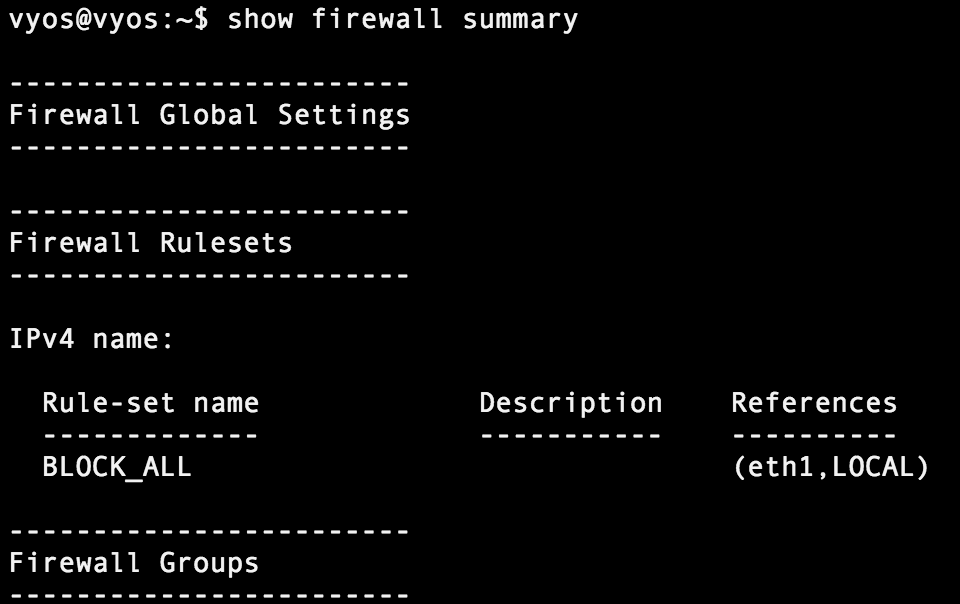 vyos@vyos:~$ show firewall summary
------------------------
Firewall Global Settings
------------------------
------------------------
Firewall Rulesets
------------------------
IPv4 name:
Rule-set name Description References
------------- ----------- ----------
BLOCK_ALL (eth1,LOCAL)
------------------------
Firewall Groups
------------------------